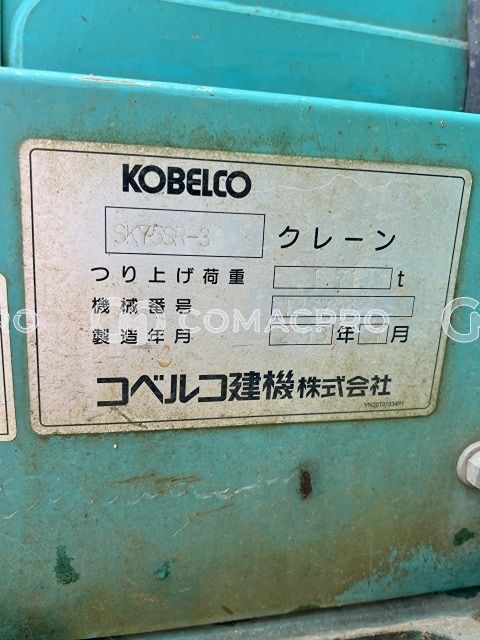 KOBELCO
SK75SR-3 クレーン
つり上げ荷重 t
機械番号
製造年月 年 月
コベルコ建機株式会社
COMACPRO